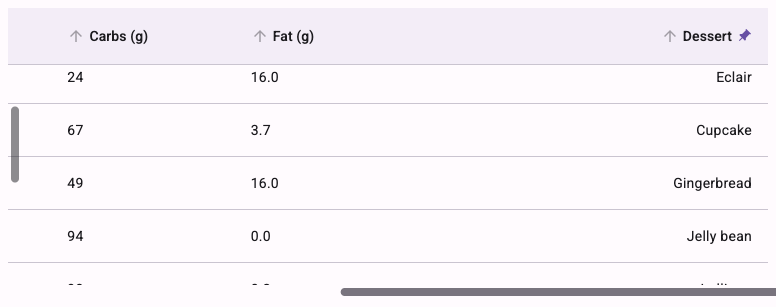 Carbs (g) Fat (g) Dessert
24 16.0 Eclair
67 3.7 Cupcake
49 16.0 Gingerbread
94 0.0 Jelly bean